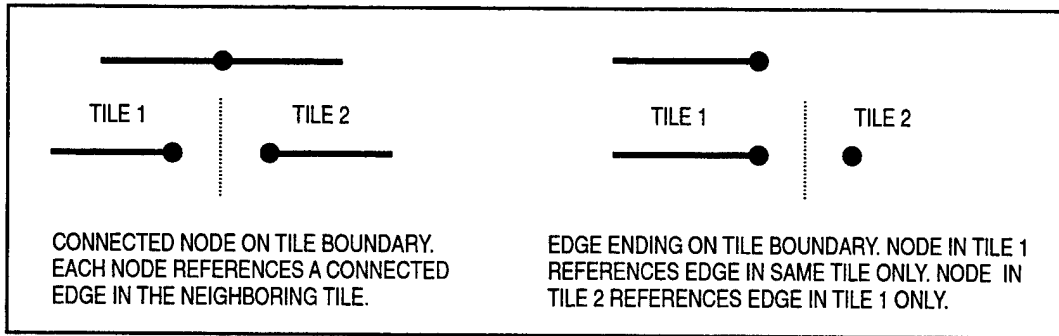 TILE 1
TILE 2
CONNECTED NODE ON TILE BOUNDARY.
EACH NODE REFERENCES A CONNECTED
EDGE IN THE NEIGHBORING TILE.
TILE 1
TILE 2
EDGE ENDING ON TILE BOUNDARY. NODE IN TILE 1
REFERENCES EDGE IN SAME TILE ONLY. NODE IN
TILE 2 REFERENCES EDGE IN TILE 1 ONLY.